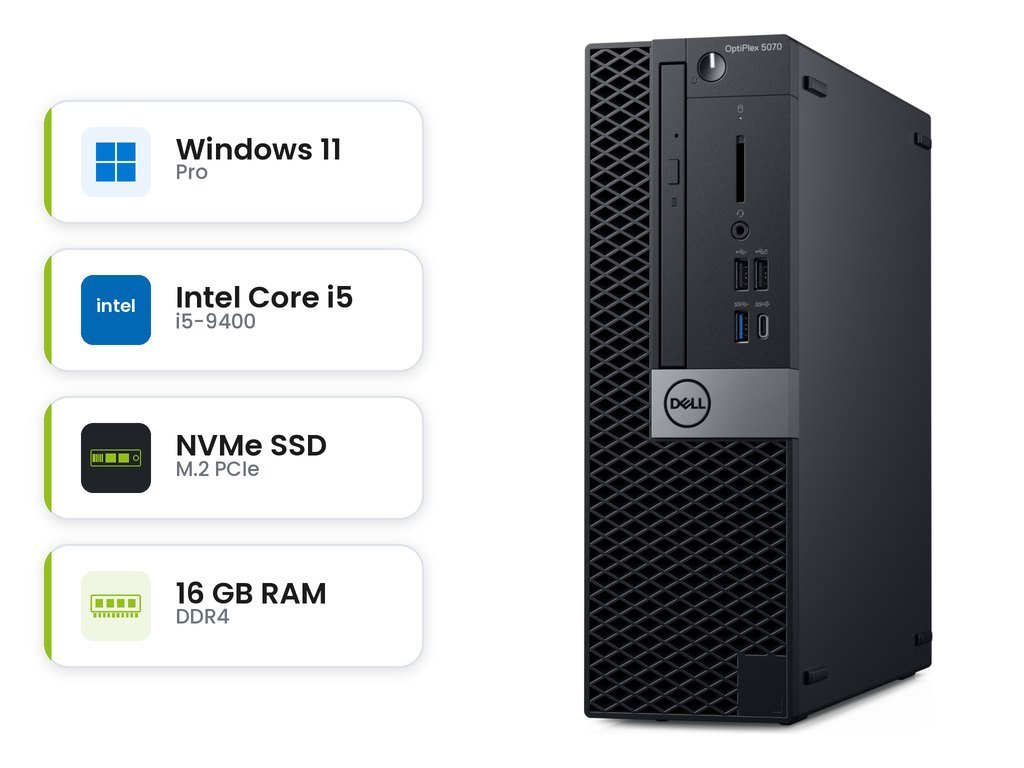 Windows 11
Pro
intel
Intel Core i5
i5-9400
NVMe SSD
M.2 PCIe
16 GB RAM
DDR4
OptiPlex 5070
DELL